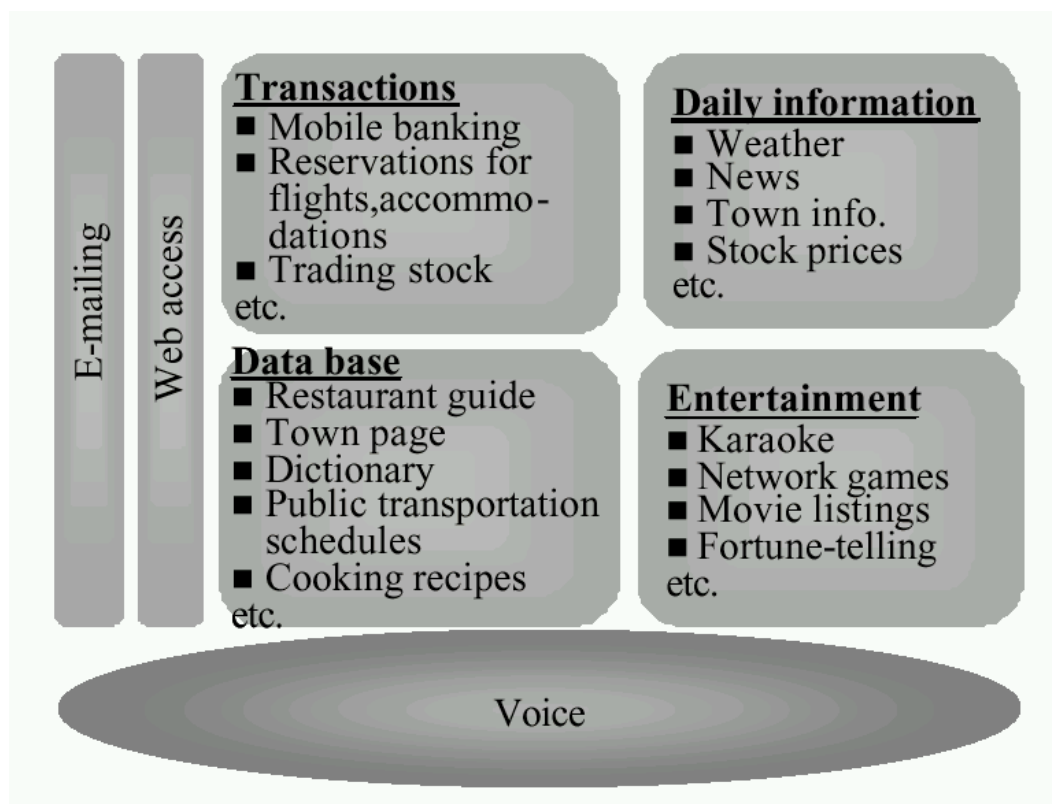 E-mailing
Web access
Transactions
■ Mobile banking
■ Reservations for
flights,accommo-
dations
■ Trading stock
etc.
Daily information
■ Weather
■ News
■ Town info.
■ Stock prices
etc.
Data base
■ Restaurant guide
■ Town page
■ Dictionary
■ Public transportation
schedules
■ Cooking recipes
etc.
Entertainment
■ Karaoke
■ Network games
■ Movie listings
■ Fortune-telling
etc.
Voice